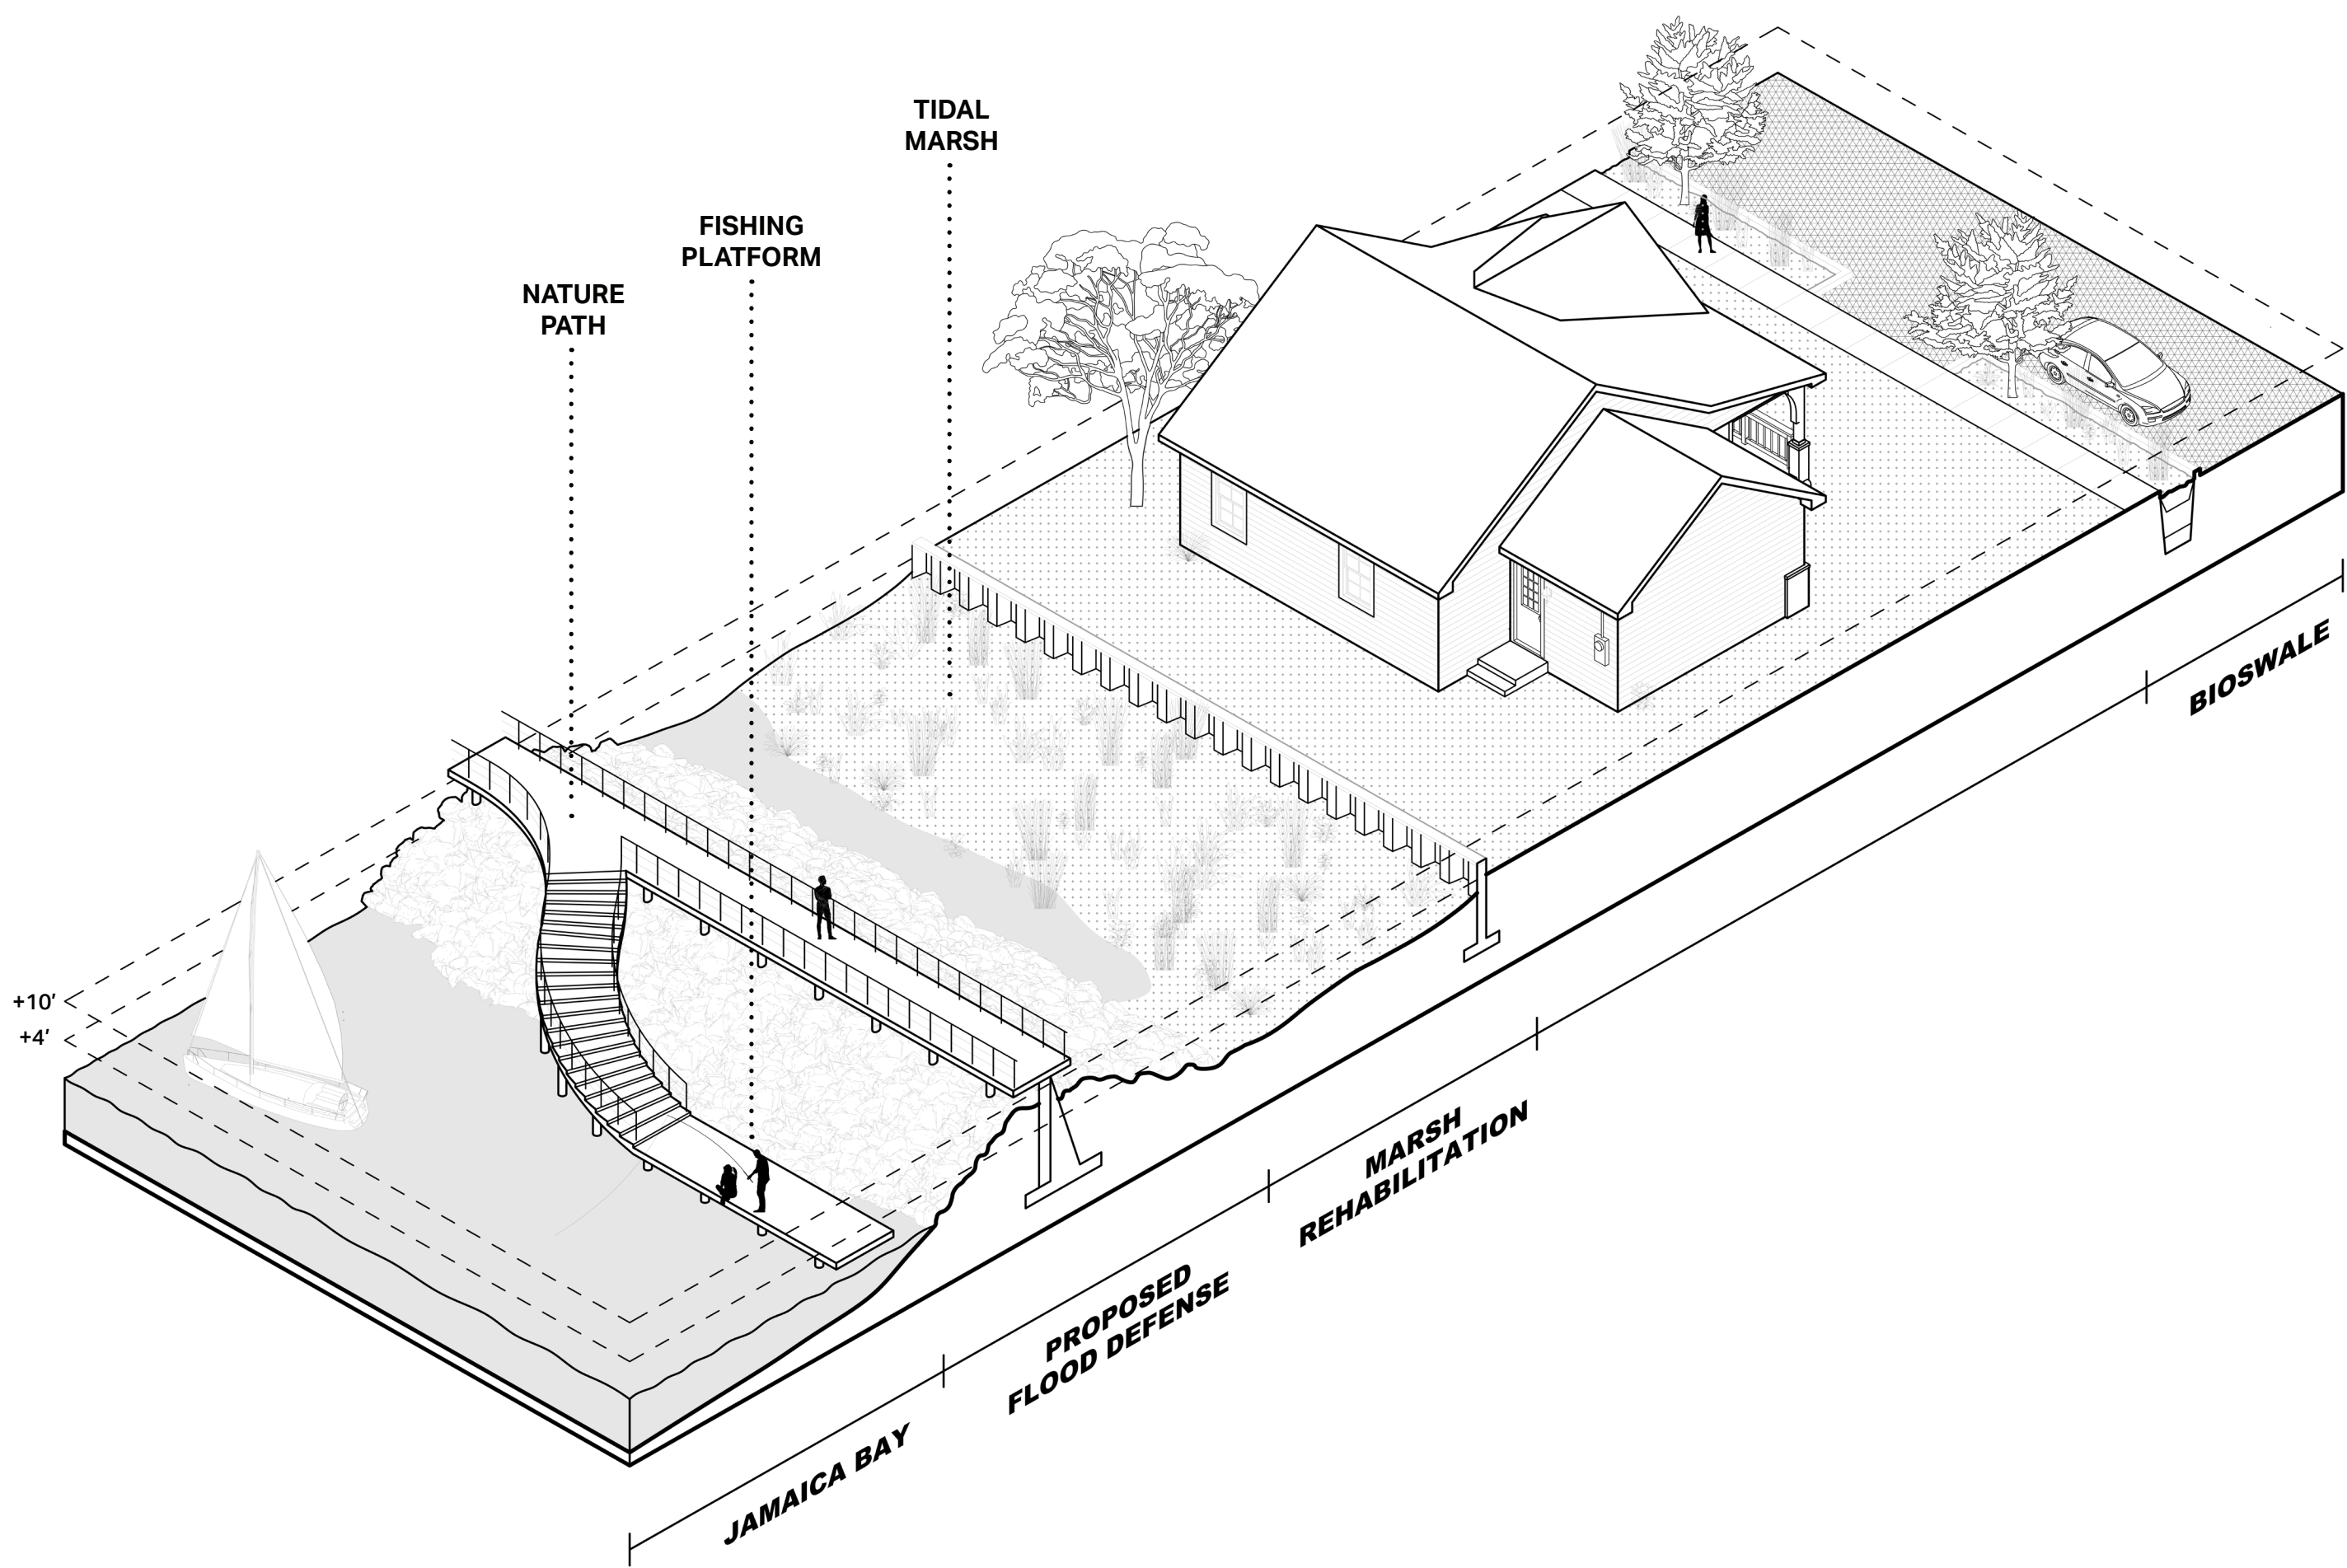 TIDAL
MARSH
FISHING
PLATFORM
NATURE
PATH
+10′
+4′
BIOSWALE
MARSH
REHABILITATION
PROPOSED
FLOOD DEFENSE
JAMAICA BAY